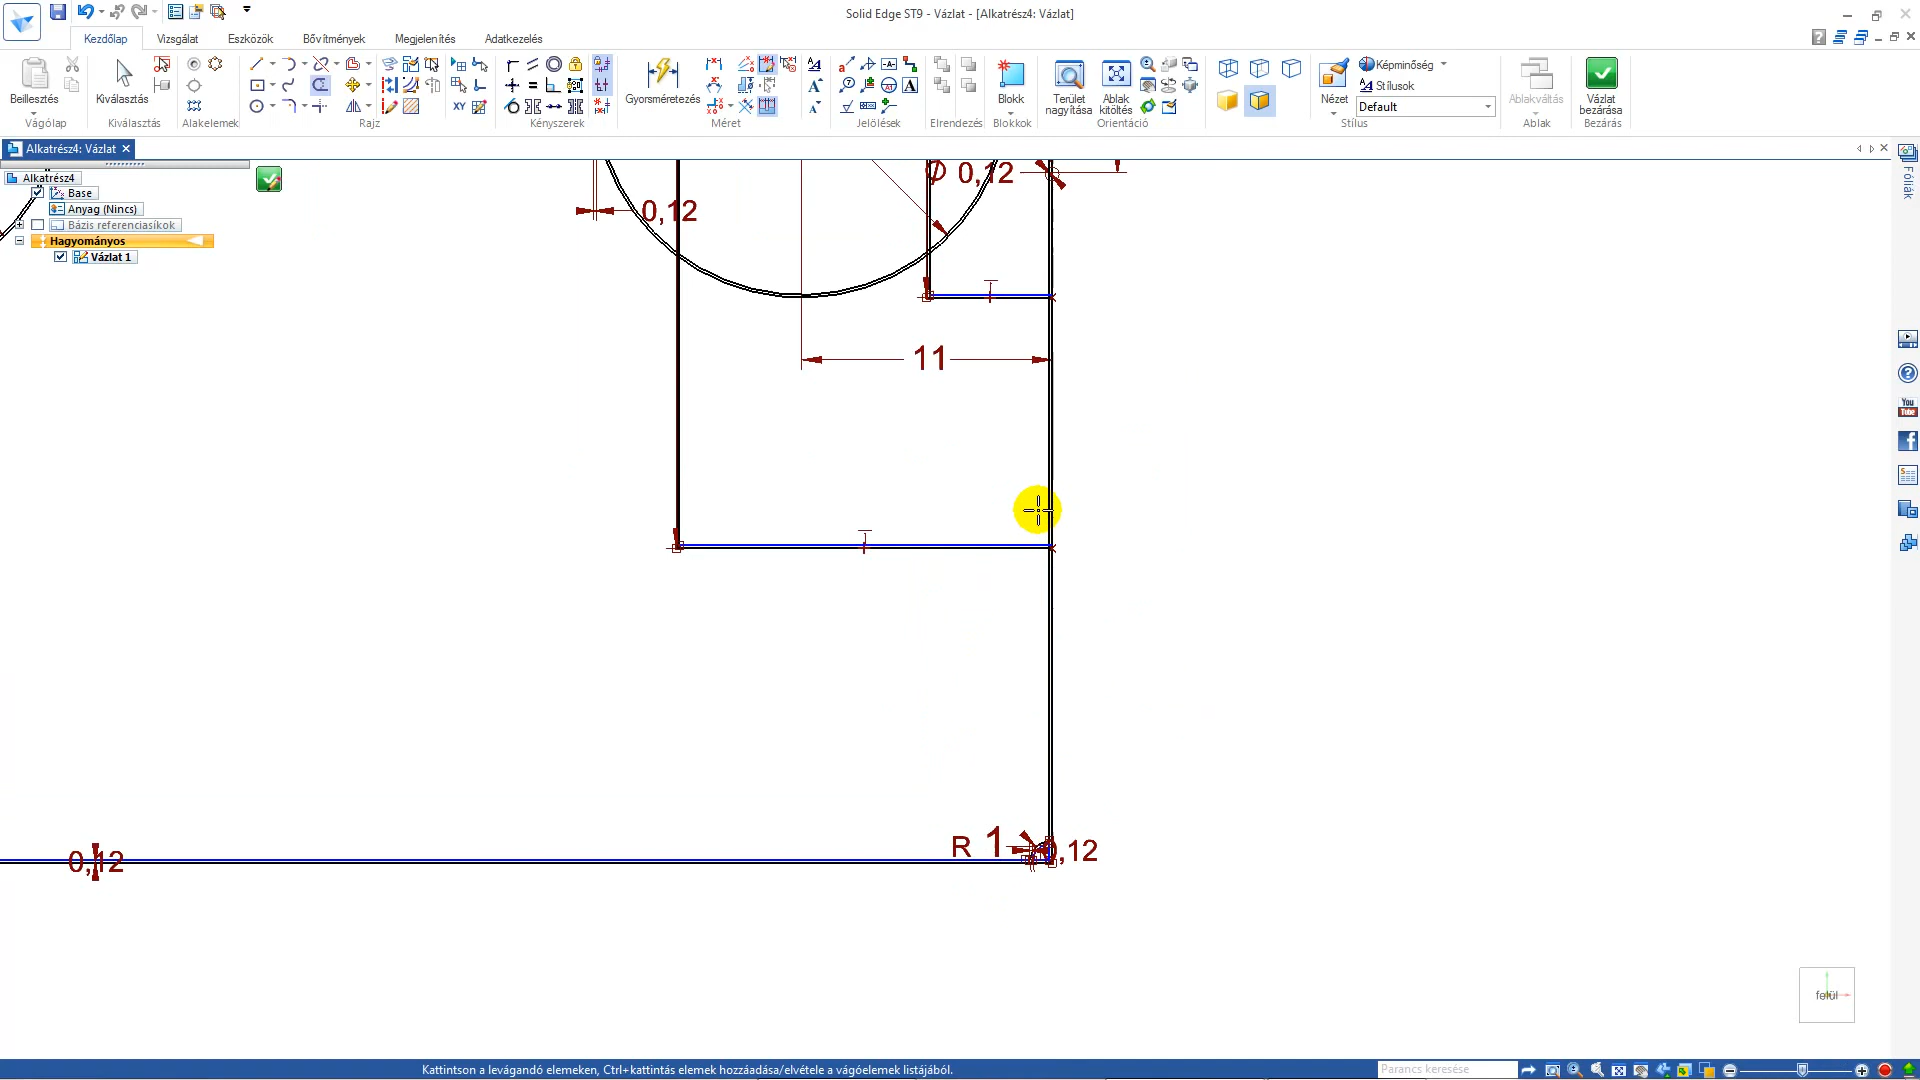 Solid Edge ST9 - Vázlat - [Alkatrész4: Vázlat]
Kezdőlap
Vizsgálat
Eszközök
Bővítmények
Megjelenítés
Adatkezelés
Beillesztés
Kiválasztás
Gyorsméretezés
Blokk
Terület nagyítása
Ablak kitöltés
Képminőség
Stílusok
Nézet
Default
Ablakváltás
Vázlat bezárása
Vágólap
Kiválasztás
Alakelemek
Rajz
Kényszerek
Méret
Jelölések
Elrendezés
Blokkok
Orientáció
Stílus
Ablak
Bezárás
Alkatrész4: Vázlat
Alkatrész4
Base
Anyag (Nincs)
Bázis referenciasíkok
Hagyományos
Vázlat 1
Fóliák
You Tube
0,12
0,12
11
R 1
0,12
0,12
felül
Kattintson a levágandó elemeken, Ctrl+kattintás elemek hozzáadása/elvétele a vágóelemek listájából.
Parancs keresése